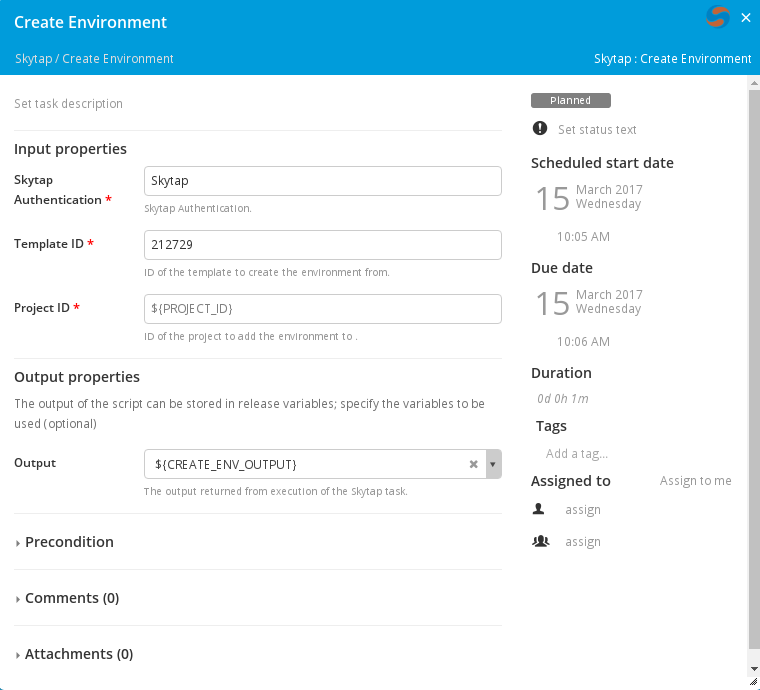 Create Environment
Skytap / Create Environment
Skytap : Create Environment
Set task description
Input properties
Skytap
Authentication *
Skytap
Skytap Authentication.
Template ID *
212729
ID of the template to create the environment from.
Project ID *
${PROJECT_ID}
ID of the project to add the environment to .
Output properties
The output of the script can be stored in release variables; specify the variables to be
used (optional)
Output
${CREATE_ENV_OUTPUT}
The output returned from execution of the Skytap task.
Precondition
Comments (0)
Attachments (0)
Planned
Set status text
Scheduled start date
15
March 2017
Wednesday
10:05 AM
Due date
15
March 2017
Wednesday
10:06 AM
Duration
0d 0h 1m
Tags
Add a tag...
Assigned to
Assign to me
assign
assign